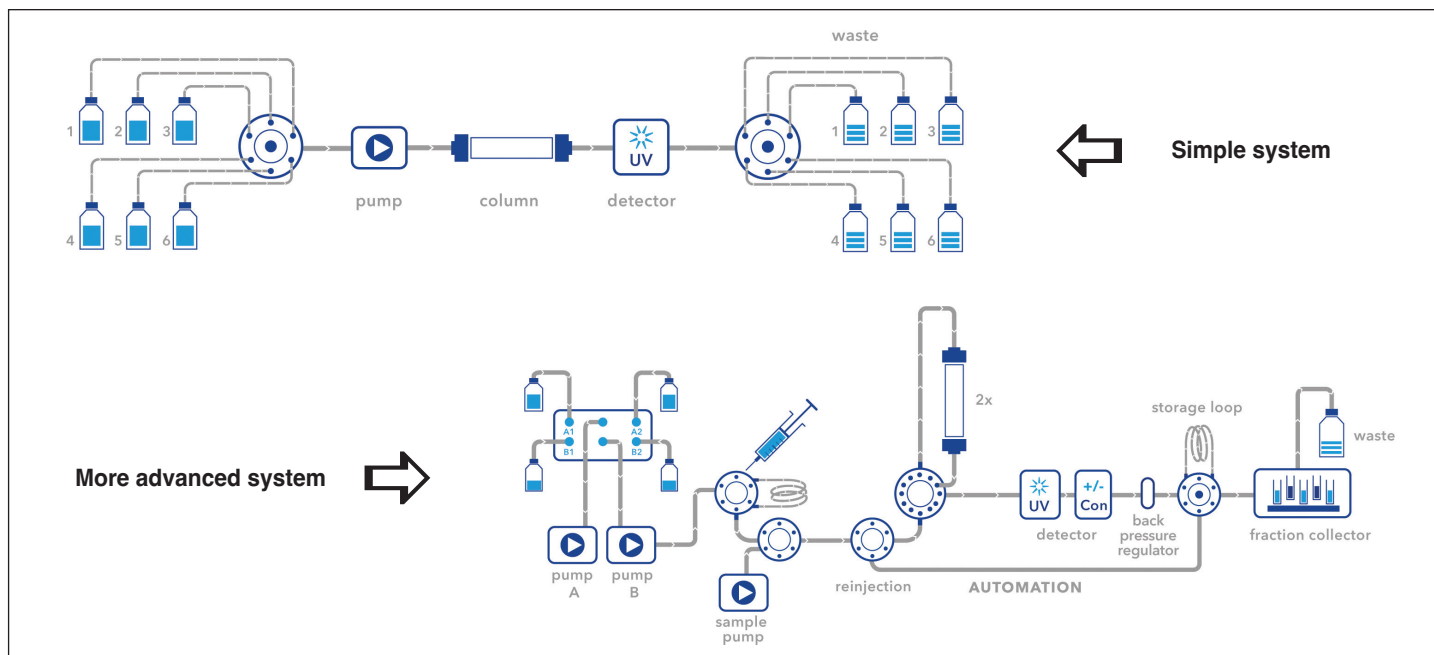 waste
1
2
3
1
2
3
UV
Simple system
pump
column
detector
4
5
6
4
5
6
2x
storage loop
A1
A2
B1
B2
waste
More advanced system
UV
+/-
Con
detector
back
pressure
regulator
fraction collector
pump
A
pump
B
reinjection
AUTOMATION
sample
pump